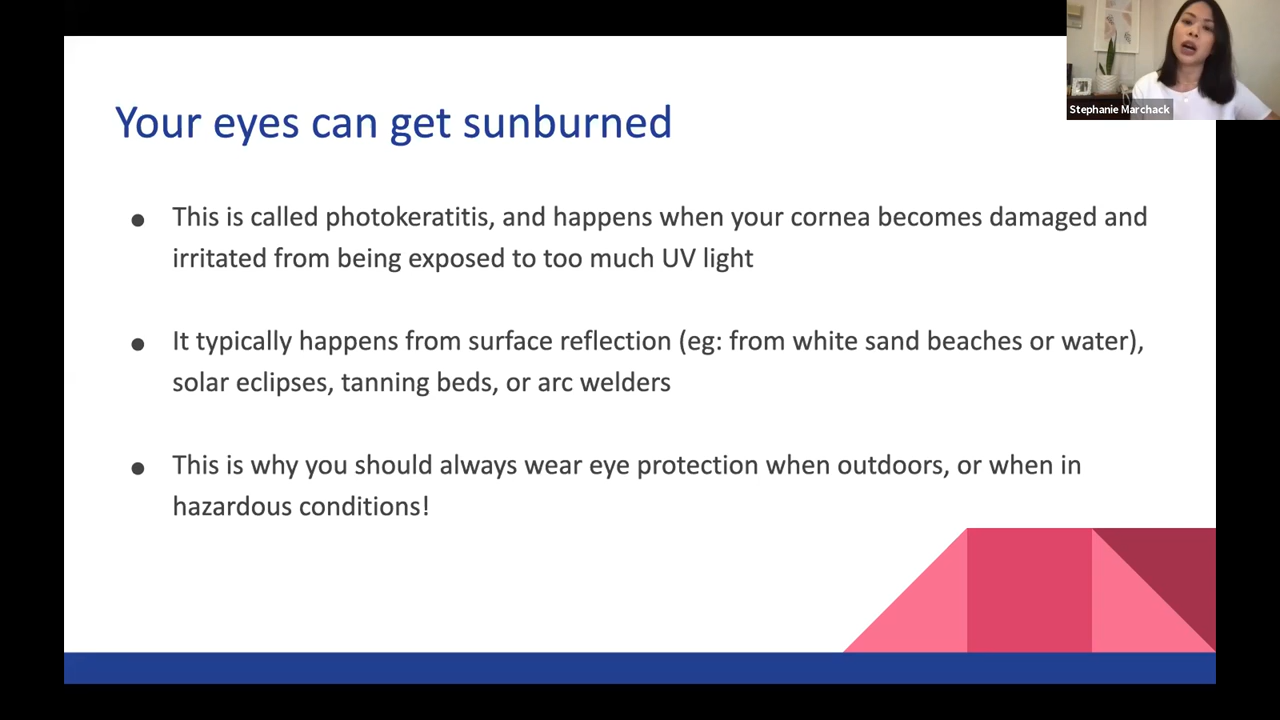 Stephanie Marchack
Your eyes can get sunburned
● This is called photokeratitis, and happens when your cornea becomes damaged and
irritated from being exposed to too much UV light
● It typically happens from surface reflection (eg: from white sand beaches or water),
solar eclipses, tanning beds, or arc welders
● This is why you should always wear eye protection when outdoors, or when in
hazardous conditions!